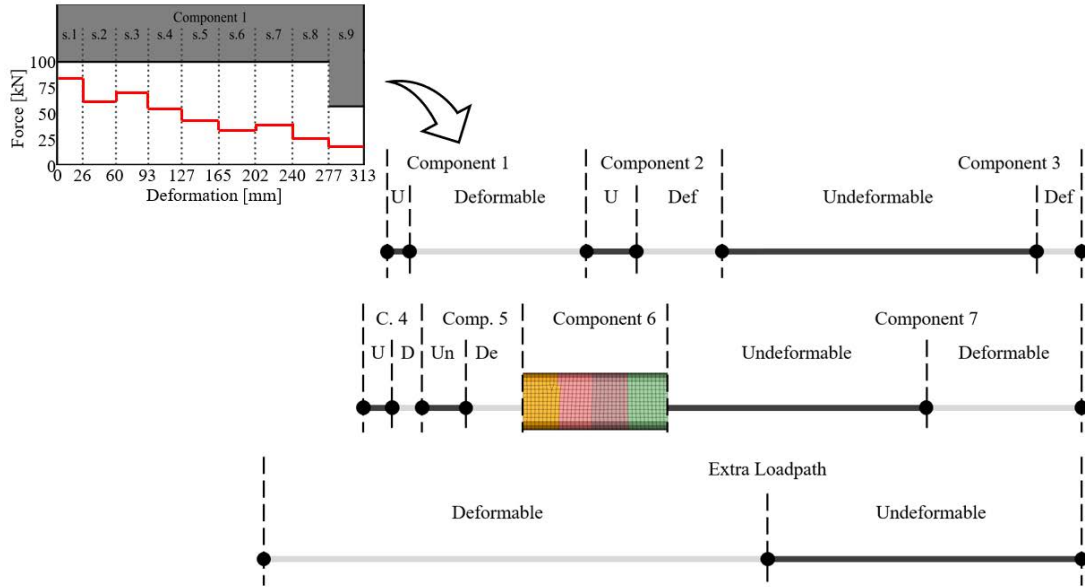 Component 1
s.1 s.2 s.3 s.4 s.5 s.6 s.7 s.8 s.9
Force [kN]
100
75
50
25
0
0 26 60 93 127 165 202 240 277 313
Deformation [mm]
Component 1 Component 2 Component 3
U Deformable U Def Undeformable Def
C. 4 Comp. 5 Component 6 Component 7
U D Un De Undeformable Deformable
Extra Loadpath
Deformable Undeformable